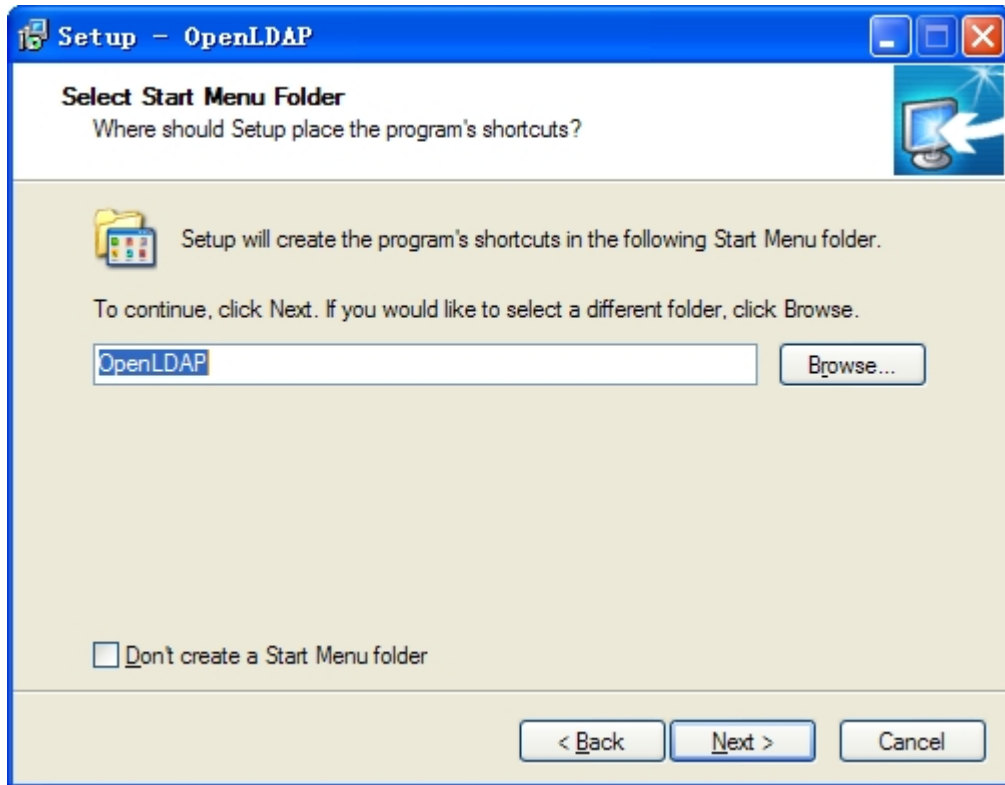 Setup - OpenLDAP
Select Start Menu Folder
Where should Setup place the program's shortcuts?
Setup will create the program's shortcuts in the following Start Menu folder.
To continue, click Next. If you would like to select a different folder, click Browse.
OpenLDAP
Browse...
Don't create a Start Menu folder
< Back
Next >
Cancel